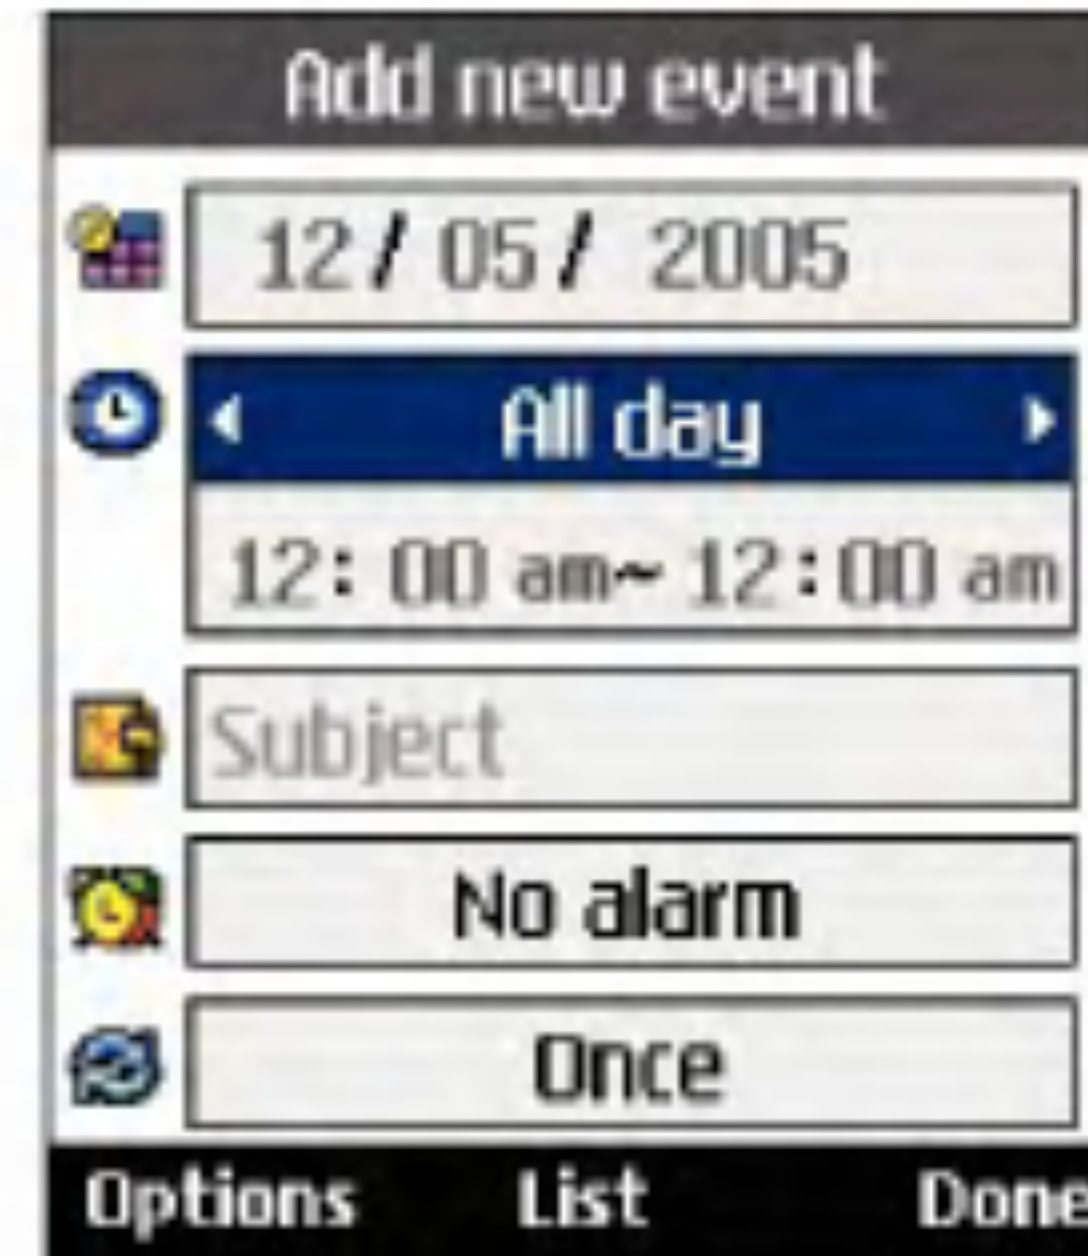 Add new event
12/ 05/ 2005
All day
12: 00 am~ 12:00 am
Subject
No alarm
Once
Options List Done